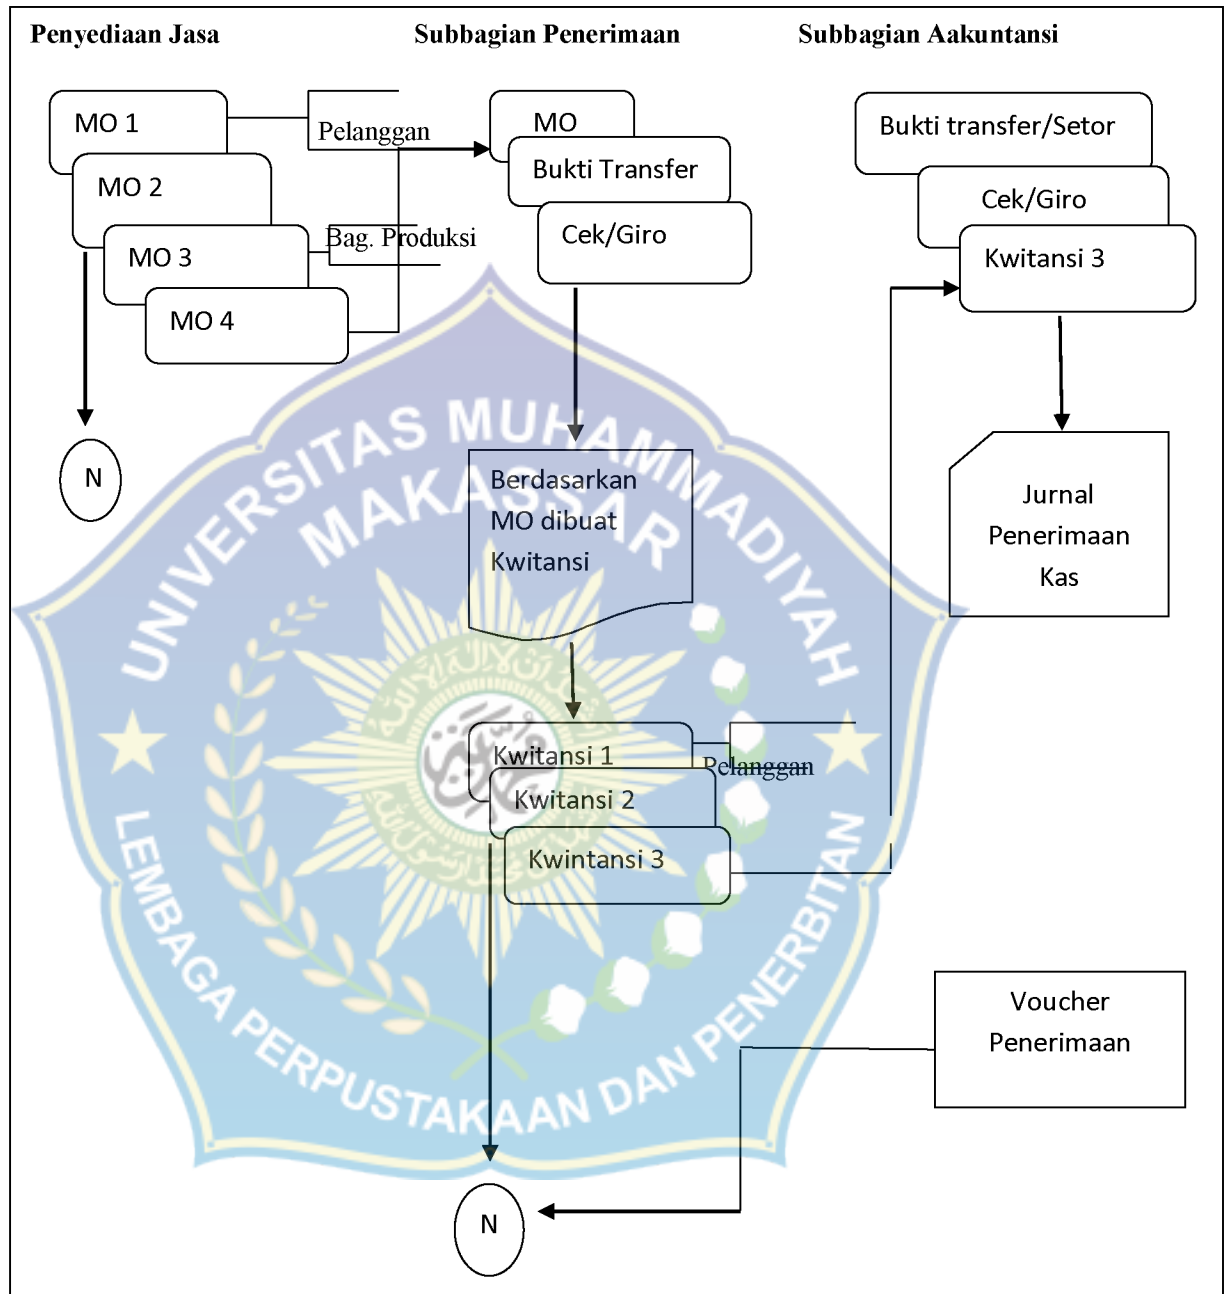 Penyediaan Jasa
Subbagian Penerimaan
Subbagian Aakuntansi
MO 1
MO 2
MO 3
MO 4
Pelanggan
Bag. Produksi
N
MO
Bukti Transfer
Cek/Giro
Berdasarkan
MO dibuat
Kwitansi
Kwitansi 1
Kwitansi 2
Kwintansi 3
Pelanggan
N
Bukti transfer/Setor
Cek/Giro
Kwitansi 3
Jurnal
Penerimaan
Kas
Voucher
Penerimaan
UNIVERSITAS MUHAMMADIYAH
MAKASSAR
LEMBAGA PERPUSTAKAAN DAN PENERBITAN